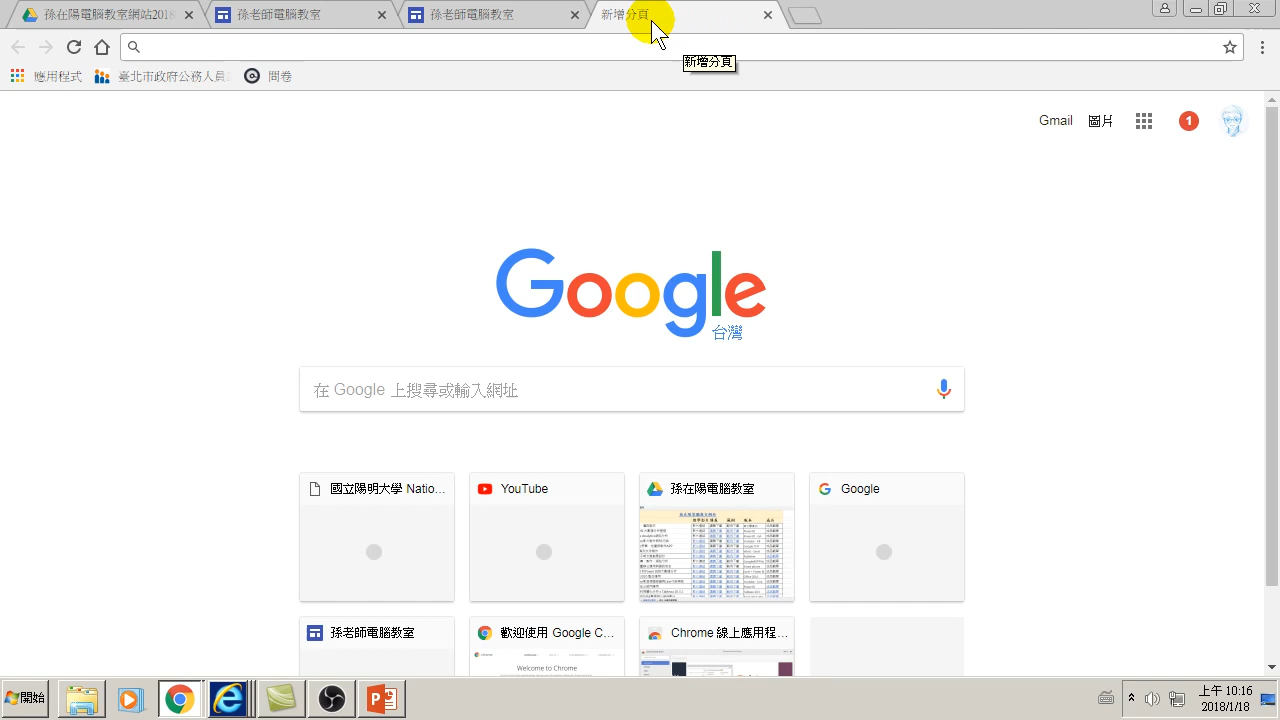 孫在陽電腦教室網站2018
孫老師電腦教室
孫老師電腦教室
新增分頁
新增分頁
應用程式
臺北市政府公務人員
問卷
Gmail
圖片
1
Google
台灣
在 Google 上搜尋或輸入網址
國立陽明大學 Natio...
YouTube
孫在陽電腦教室
Google
孫老師電腦教室
歡迎使用 Google C...
Chrome 線上應用程...
Welcome to Chrome
開始
上午 10:16
2018/1/18